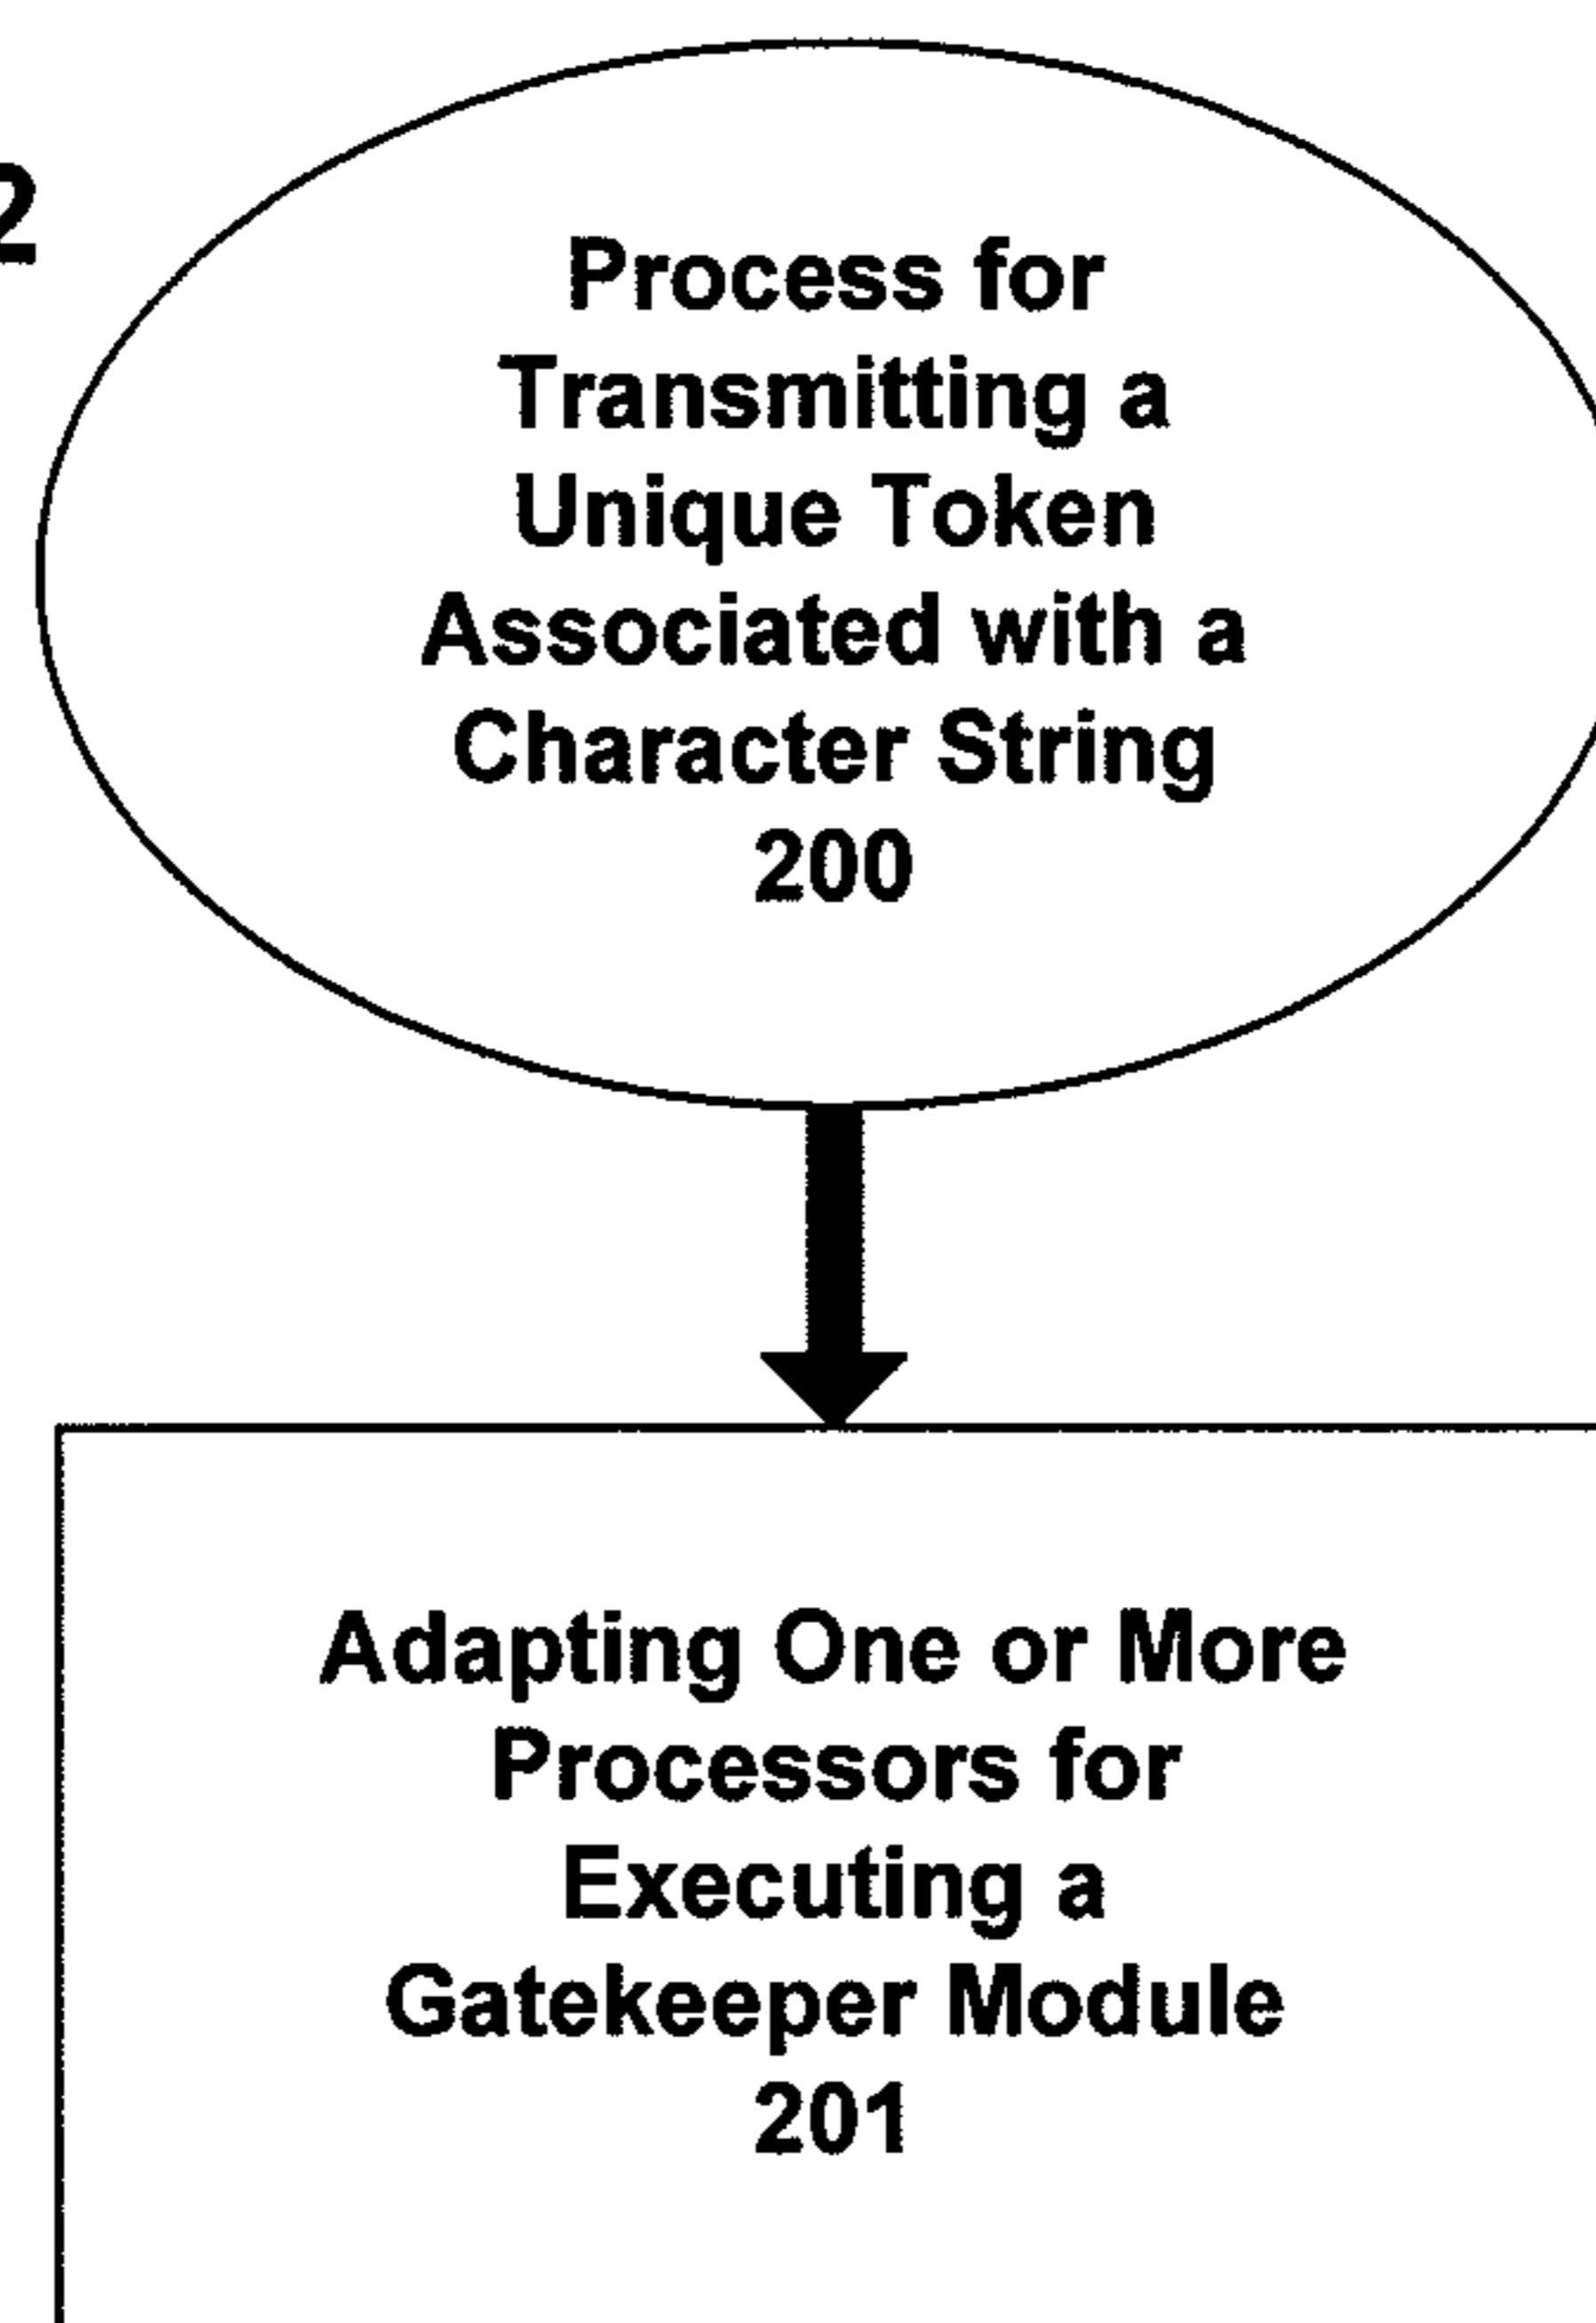 2
Process for
Transmitting a
Unique Token
Associated with a
Character String
200
Adapting One or More
Processors for
Executing a
Gatekeeper Module
201